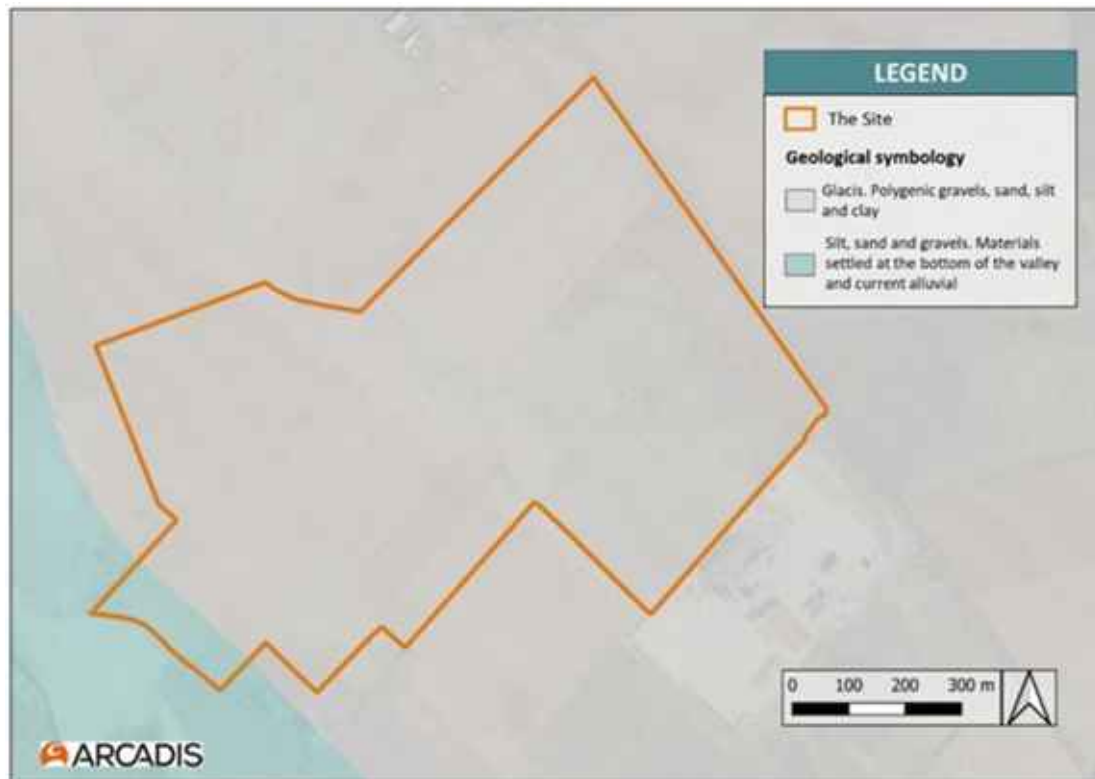 LEGEND
The Site
Geological symbology
Glacis. Polygenic gravels, sand, silt
and clay
Silt, sand and gravels. Materials
settled at the bottom of the valley
and current alluvial
0 100 200 300 m
ARCADIS